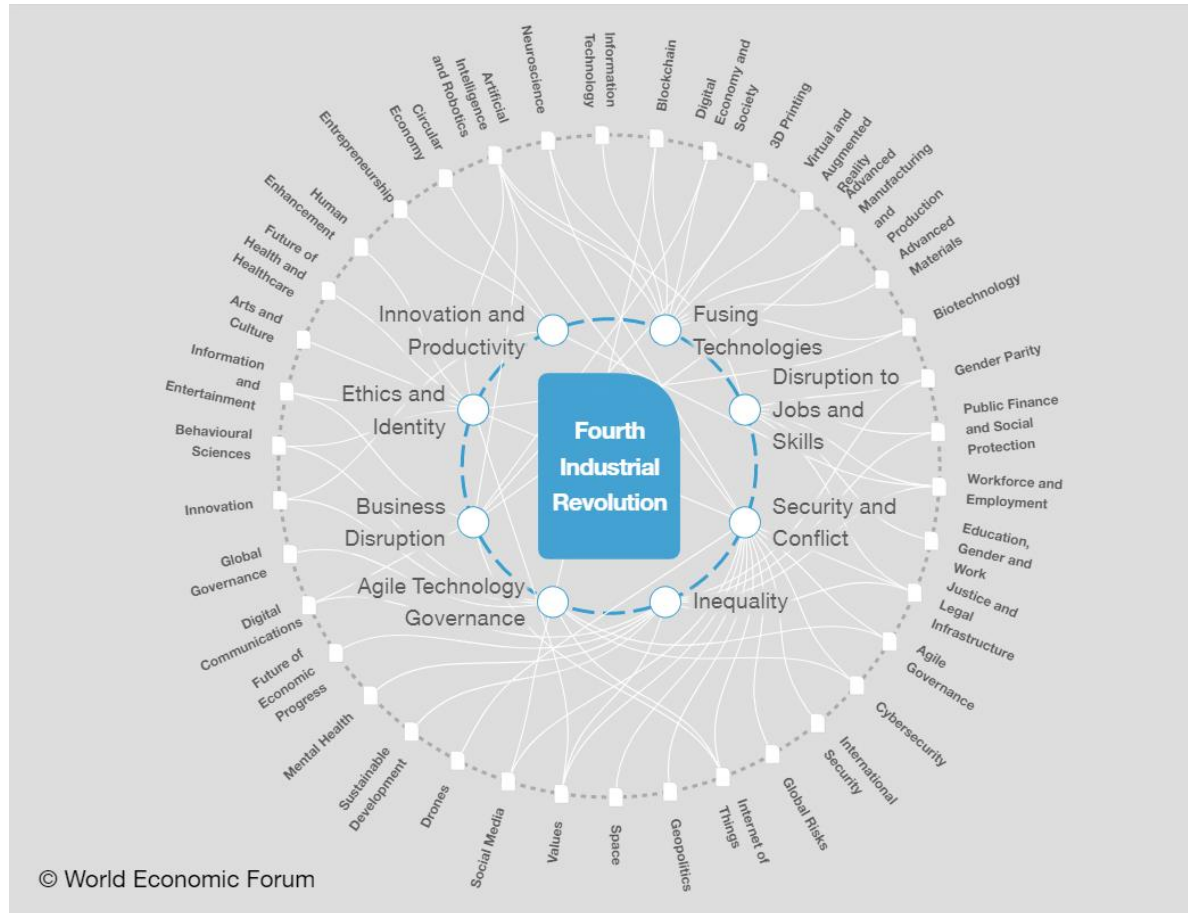 Fourth
Industrial
Revolution
Innovation and
Productivity
Fusing
Technologies
Disruption to
Jobs and
Skills
Security and
Conflict
Inequality
Agile Technology
Governance
Business
Disruption
Ethics and
Identity
Information
Technology
Blockchain
Digital
Economy and
Society
3D Printing
Virtual and
Augmented
Reality
Advanced
Manufacturing
and
Production
Advanced
Materials
Biotechnology
Gender Parity
Public Finance
and Social
Protection
Workforce and
Employment
Education,
Gender and
Work
Justice and
Legal
Infrastructure
Agile
Governance
Cybersecurity
International
Security
Global Risks
Internet of
Things
Geopolitics
Space
Values
Social Media
Drones
Sustainable
Development
Mental Health
Future of
Economic
Progress
Digital
Communications
Global
Governance
Innovation
Behavioural
Sciences
Information
and
Entertainment
Arts and
Culture
Future of
Health and
Healthcare
Human
Enhancement
Entrepreneurship
Circular
Economy
Artificial
Intelligence
and Robotics
Neuroscience
© World Economic Forum